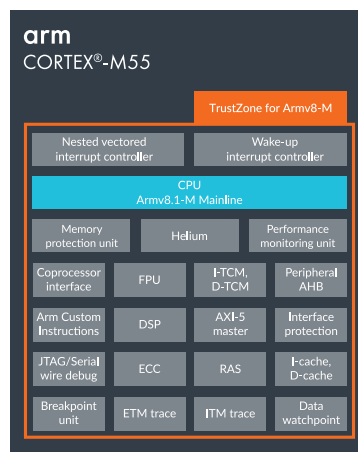 arm
CORTEX®-M55
TrustZone for Armv8-M
Nested vectored
interrupt controller
Wake-up
interrupt controller
CPU
Armv8.1-M Mainline
Memory
protection unit
Helium
Performance
monitoring unit
Coprocessor
interface
FPU
I-TCM,
D-TCM
Peripheral
AHB
Arm Custom
Instructions
DSP
AXI-5
master
Interface
protection
JTAG/Serial
wire debug
ECC
RAS
I-cache,
D-cache
Breakpoint
unit
ETM trace
ITM trace
Data
watchpoint